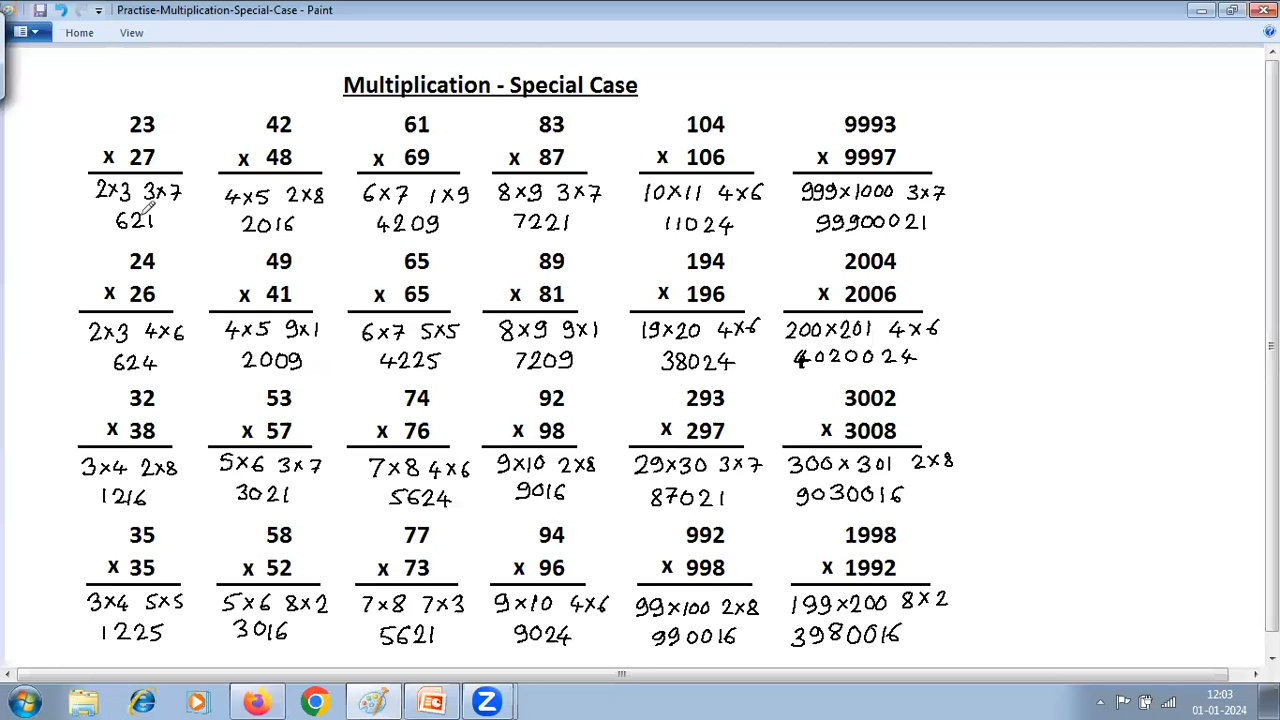 Practise-Multiplication-Special-Case - Paint
Home View
Multiplication - Special Case
23 42 61 83 104 9993
x 27 x 48 x 69 x 87 x 106 x 9997
2x3 3x7 4x5 2x8 6x7 1x9 8x9 3x7 10x11 4x6 999x1000 3x7
621 2016 4209 7221 11024 99900021
24 49 65 89 194 2004
x 26 x 41 x 65 x 81 x 196 x 2006
2x3 4x6 4x5 9x1 6x7 5x5 8x9 9x1 19x20 4x6 200x201 4x6
624 2009 4225 7209 38024 4020024
32 53 74 92 293 3002
x 38 x 57 x 76 x 98 x 297 x 3008
3x4 2x8 5x6 3x7 7x8 4x6 9x10 2x8 29x30 3x7 300x301 2x8
1216 3021 5624 9016 87021 9030016
35 58 77 94 992 1998
x 35 x 52 x 73 x 96 x 998 x 1992
3x4 5x5 5x6 8x2 7x8 7x3 9x10 4x6 99x100 2x8 199x200 8x2
1225 3016 5621 9024 990016 3980016
12:03
01-01-2024